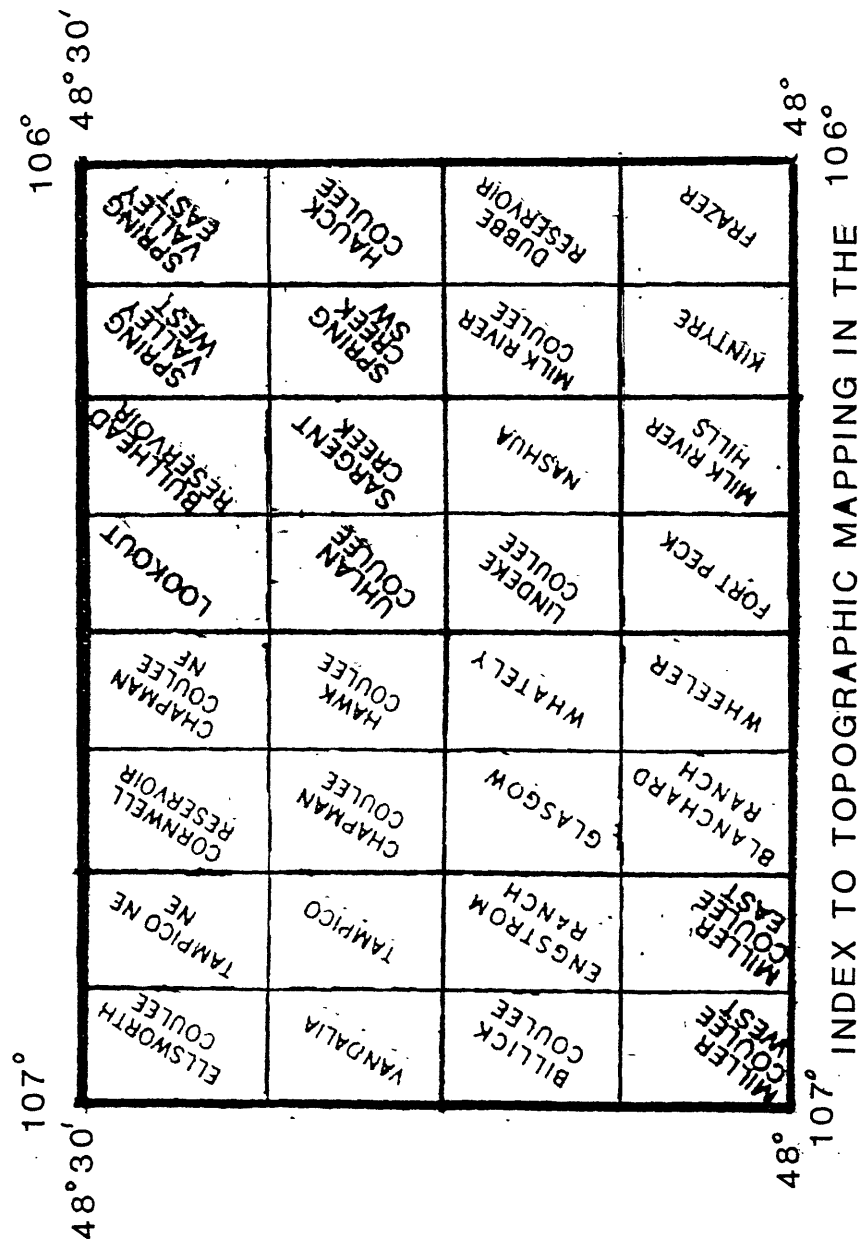 107°
106°
48° 30′
48° 30′
ELLSWORTH
COULEE
TAMPICO NE
NE
CORNWELL
RESERVOIR
CHAPMAN
COULEE
NE
LOOKOUT
BULLHEAD
RESERVOIR
SPRING
VALLEY
WEST
SPRING
VALLEY
EAST
VANDALIA
TAMPICO
CHAPMAN
COULEE
HAWK
COULEE
UHLAN
COULEE
SARGENT
CREEK
SPRING
CREEK
SW
HAUCK
COULEE
BILLICK
COULEE
ENGSTROM
RANCH
GLASGOW
WHATELY
LINDEKE
COULEE
NASHUA
MILK RIVER
COULEE
DUBBE
RESERVOIR
MILLER
COULEE
WEST
MILLER
COULEE
EAST
BLANCHARD
RANCH
WHEELER
FORT PECK
MILK RIVER
HILLS
KINTYRE
FRAZER
48°
48°
107°
106°
INDEX TO TOPOGRAPHIC MAPPING IN THE